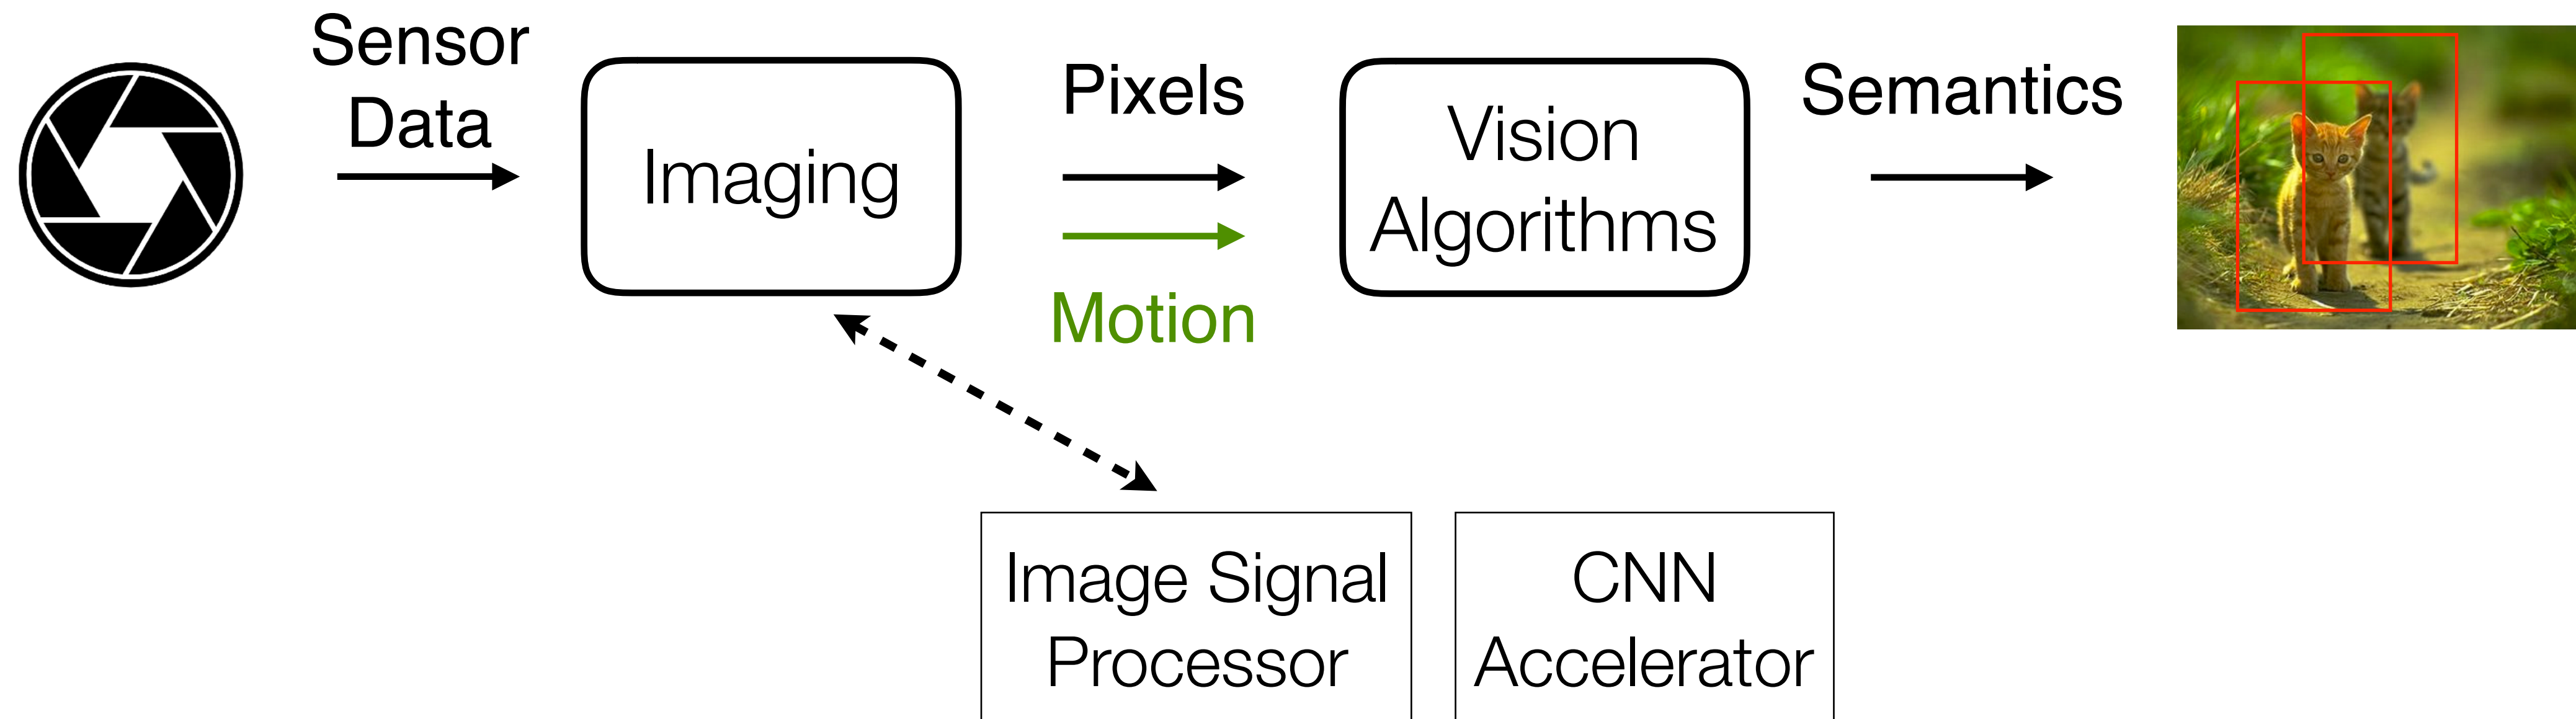 Sensor
Data
Imaging
Pixels
Motion
Vision
Algorithms
Semantics
Image Signal
Processor
CNN
Accelerator